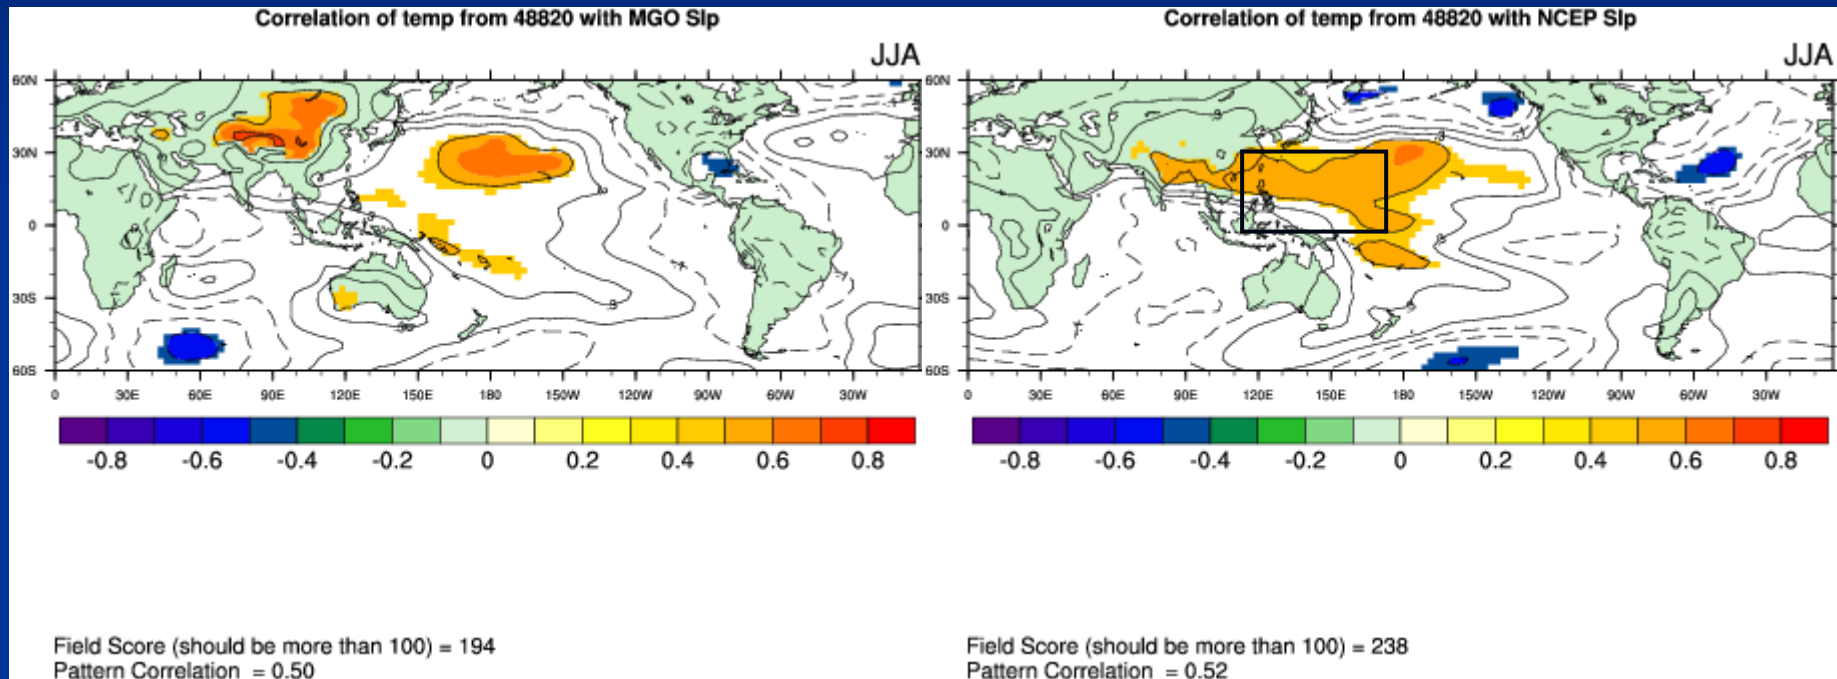 Correlation of temp from 48820 with MGO Slp
JJA
60N
30N
0
30S
60S
0 30E 60E 90E 120E 150E 180 150W 120W 90W 60W 30W
-0.8 -0.6 -0.4 -0.2 0 0.2 0.4 0.6 0.8
Field Score (should be more than 100) = 194
Pattern Correlation = 0.50
Correlation of temp from 48820 with NCEP Slp
JJA
60N
30N
0
30S
60S
0 30E 60E 90E 120E 150E 180 150W 120W 90W 60W 30W
-0.8 -0.6 -0.4 -0.2 0 0.2 0.4 0.6 0.8
Field Score (should be more than 100) = 238
Pattern Correlation = 0.52